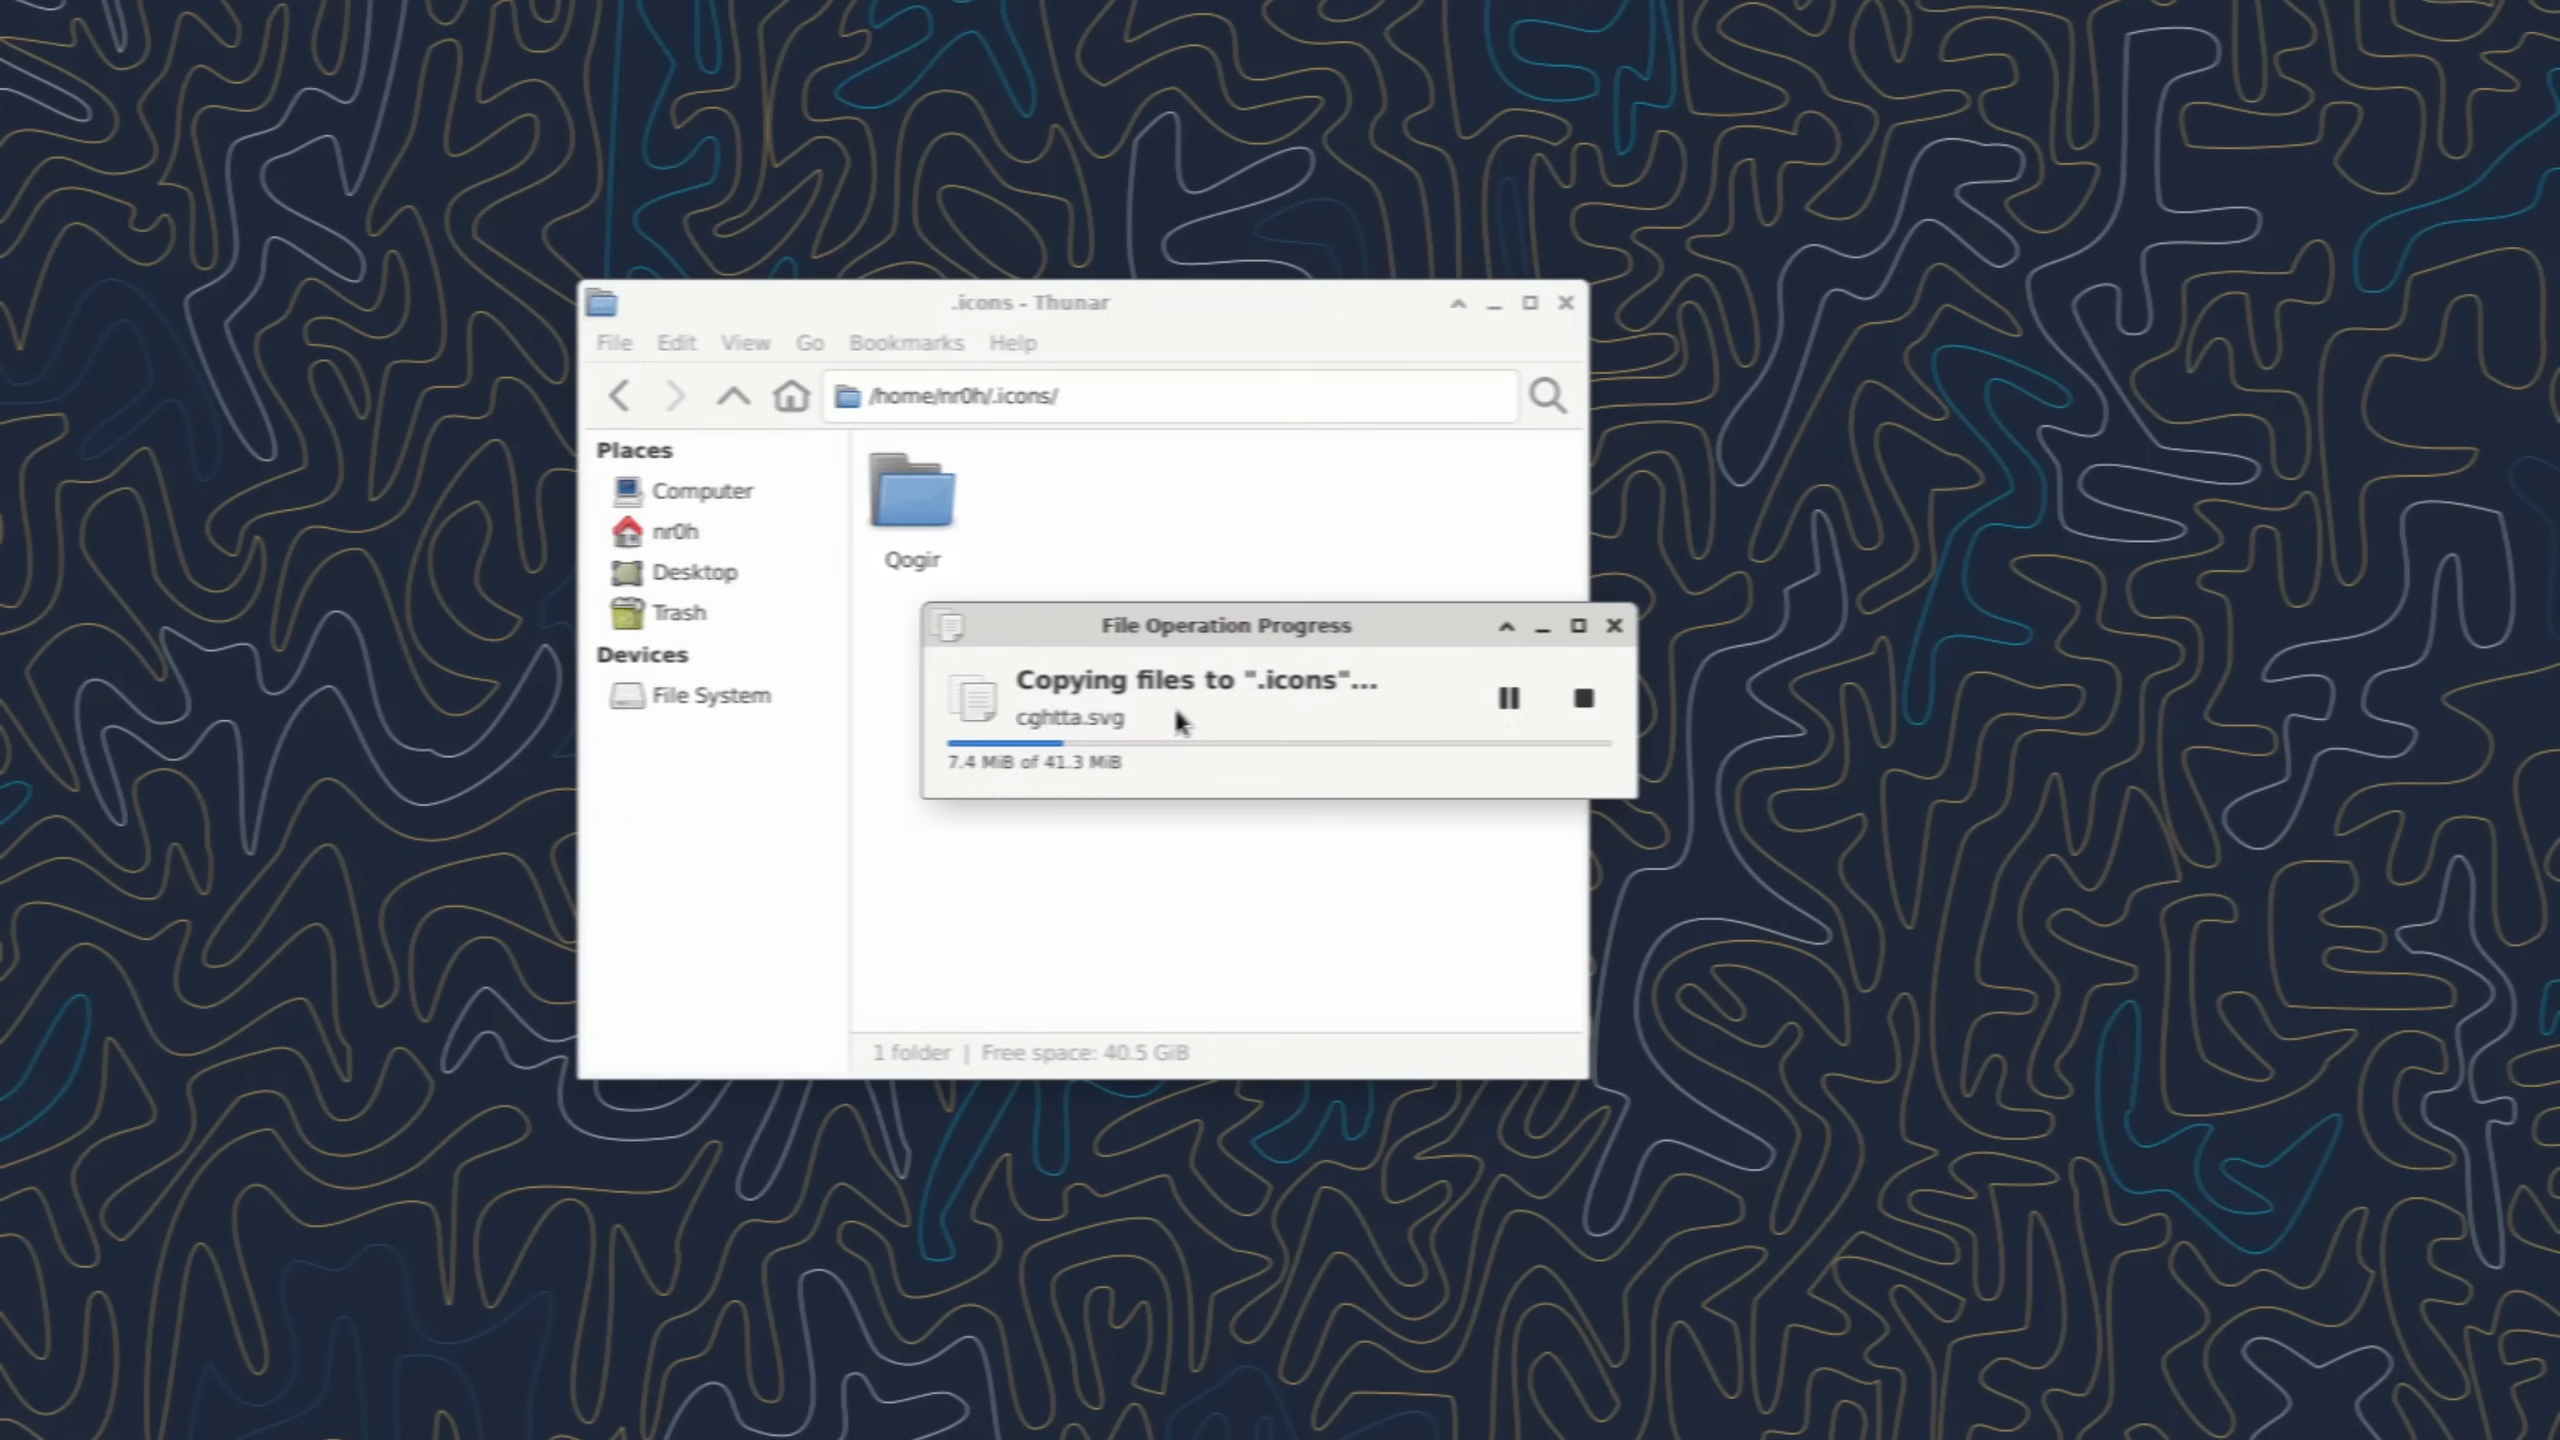 .icons - Thunar
File Edit View Go Bookmarks Help
/home/nr0h/.icons/
Places
Computer
nr0h
Desktop
Trash
Devices
File System
Qogir
File Operation Progress
Copying files to ".icons"...
cghtta.svg
7.4 MiB of 41.3 MiB
1 folder | Free space: 40.5 GiB